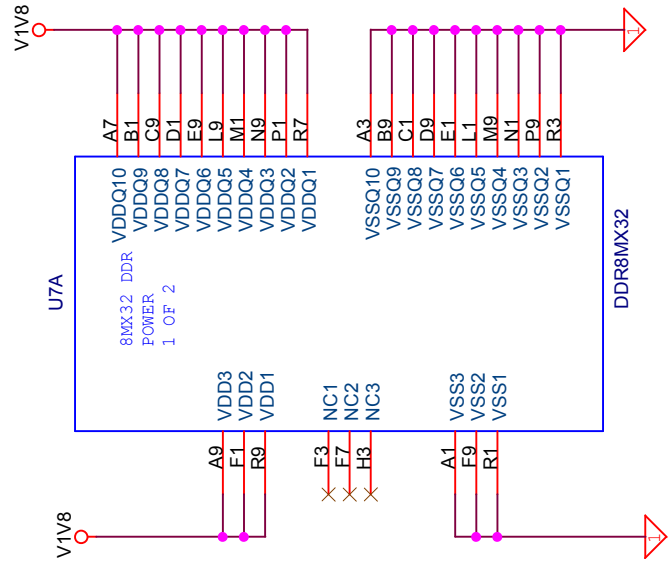 V1V8
A7
B1
C9
D1
E9
L9
M1
N9
P1
R7
A3
B9
C1
D9
E1
L1
M9
N1
P9
R3
1
VDDQ10
VDDQ9
VDDQ8
VDDQ7
VDDQ6
VDDQ5
VDDQ4
VDDQ3
VDDQ2
VDDQ1
VSSQ10
VSSQ9
VSSQ8
VSSQ7
VSSQ6
VSSQ5
VSSQ4
VSSQ3
VSSQ2
VSSQ1
U7A
8MX32 DDR
POWER
1 OF 2
DDR8MX32
VDD3
VDD2
VDD1
NC1
NC2
NC3
VSS3
VSS2
VSS1
A9
F1
R9
F3
F7
H3
A1
F9
R1
V1V8
1